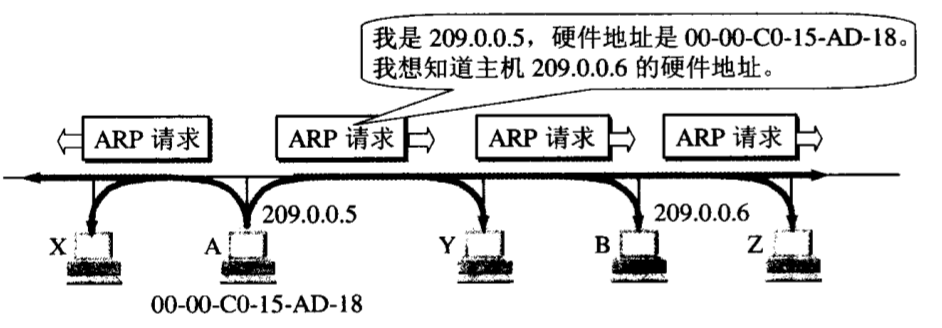 我是 209.0.0.5，硬件地址是 00-00-C0-15-AD-18。
我想知道主机 209.0.0.6 的硬件地址。
ARP 请求
ARP 请求
ARP 请求
ARP 请求
209.0.0.5
209.0.0.6
X
A
Y
B
Z
00-00-C0-15-AD-18